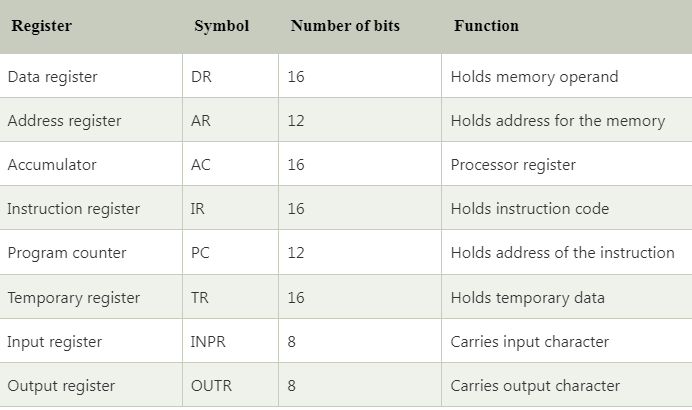 Register Symbol Number of bits Function
Data register DR 16 Holds memory operand
Address register AR 12 Holds address for the memory
Accumulator AC 16 Processor register
Instruction register IR 16 Holds instruction code
Program counter PC 12 Holds address of the instruction
Temporary register TR 16 Holds temporary data
Input register INPR 8 Carries input character
Output register OUTR 8 Carries output character